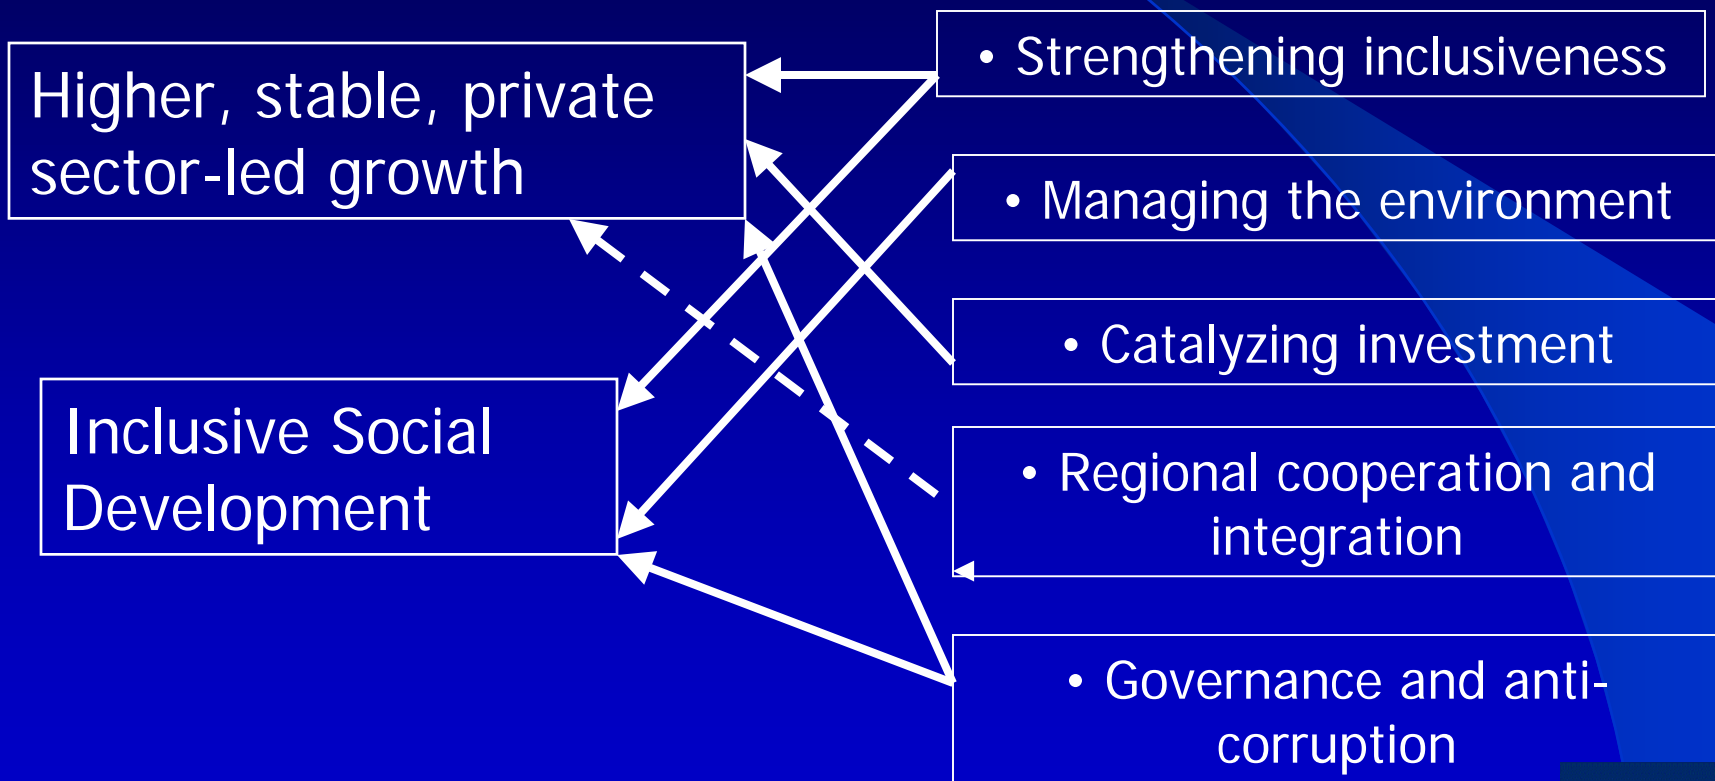 Higher, stable, private
sector-led growth
Inclusive Social
Development
• Strengthening inclusiveness
• Managing the environment
• Catalyzing investment
• Regional cooperation and
integration
• Governance and anti-
corruption